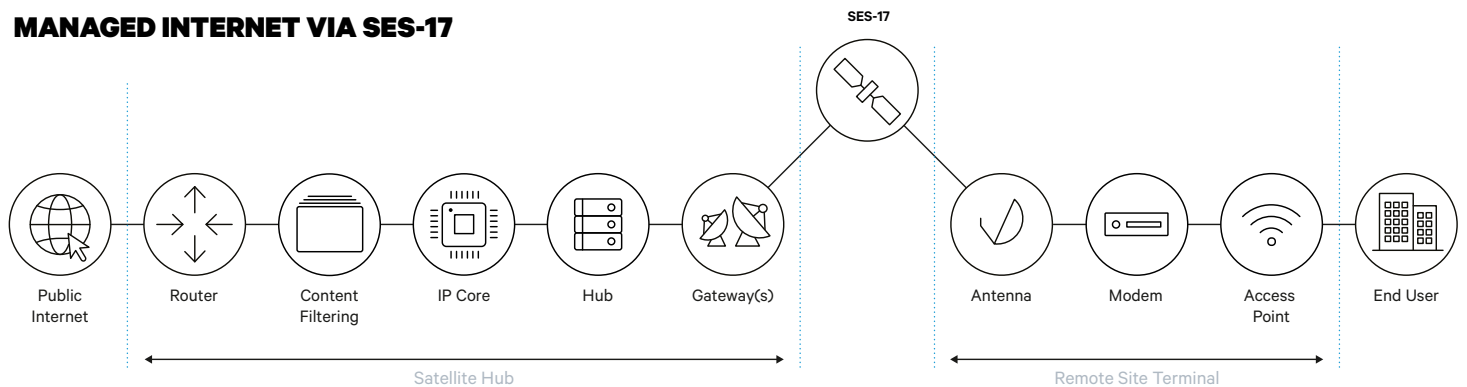 MANAGED INTERNET VIA SES-17
SES-17
Public
Internet
Router
Content
Filtering
IP Core
Hub
Gateway(s)
Antenna
Modem
Access
Point
End User
Satellite Hub
Remote Site Terminal